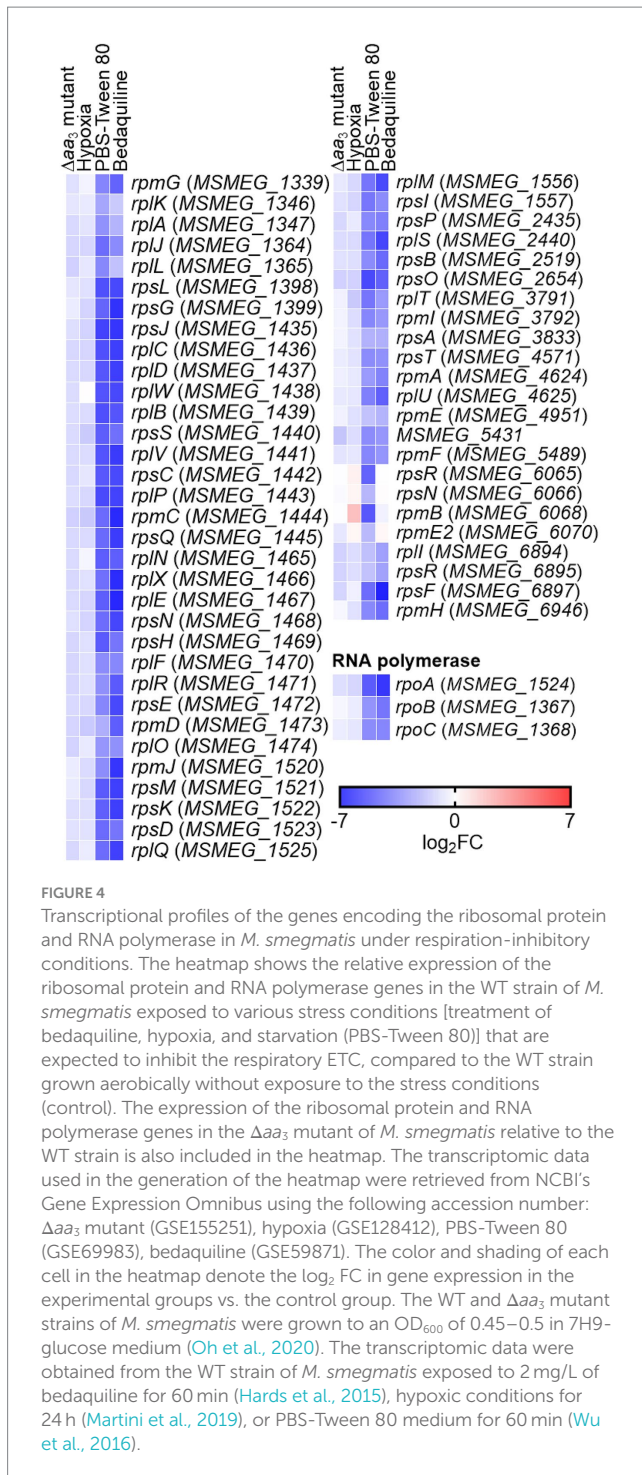 Δaa₃ mutant
Hypoxia
PBS-Tween 80
Bedaquiline
rpmG (MSMEG_1339)
rplK (MSMEG_1346)
rplA (MSMEG_1347)
rplJ (MSMEG_1364)
rplL (MSMEG_1365)
rpsL (MSMEG_1398)
rpsG (MSMEG_1399)
rpsJ (MSMEG_1435)
rplC (MSMEG_1436)
rplD (MSMEG_1437)
rplW (MSMEG_1438)
rplB (MSMEG_1439)
rpsS (MSMEG_1440)
rplV (MSMEG_1441)
rpsC (MSMEG_1442)
rplP (MSMEG_1443)
rpmC (MSMEG_1444)
rpsQ (MSMEG_1445)
rplN (MSMEG_1465)
rplX (MSMEG_1466)
rplE (MSMEG_1467)
rpsN (MSMEG_1468)
rpsH (MSMEG_1469)
rplF (MSMEG_1470)
rplR (MSMEG_1471)
rpsE (MSMEG_1472)
rpmD (MSMEG_1473)
rplO (MSMEG_1474)
rpmJ (MSMEG_1520)
rpsM (MSMEG_1521)
rpsK (MSMEG_1522)
rpsD (MSMEG_1523)
rplQ (MSMEG_1525)
Δaa₃ mutant
Hypoxia
PBS-Tween 80
Bedaquiline
rplM (MSMEG_1556)
rpsI (MSMEG_1557)
rpsP (MSMEG_2435)
rplS (MSMEG_2440)
rpsB (MSMEG_2519)
rpsO (MSMEG_2654)
rplT (MSMEG_3791)
rpmI (MSMEG_3792)
rpsA (MSMEG_3833)
rpsT (MSMEG_4571)
rpmA (MSMEG_4624)
rplU (MSMEG_4625)
rpmE (MSMEG_4951)
MSMEG_5431
rpmF (MSMEG_5489)
rpsR (MSMEG_6065)
rpsN (MSMEG_6066)
rpmB (MSMEG_6068)
rpmE2 (MSMEG_6070)
rplI (MSMEG_6894)
rpsR (MSMEG_6895)
rpsF (MSMEG_6897)
rpmH (MSMEG_6946)
RNA polymerase
rpoA (MSMEG_1524)
rpoB (MSMEG_1367)
rpoC (MSMEG_1368)
-7 0 7
log₂FC
FIGURE 4
Transcriptional profiles of the genes encoding the ribosomal protein
and RNA polymerase in M. smegmatis under respiration-inhibitory
conditions. The heatmap shows the relative expression of the
ribosomal protein and RNA polymerase genes in the WT strain of M.
smegmatis exposed to various stress conditions [treatment of
bedaquiline, hypoxia, and starvation (PBS-Tween 80)] that are
expected to inhibit the respiratory ETC, compared to the WT strain
grown aerobically without exposure to the stress conditions
(control). The expression of the ribosomal protein and RNA
polymerase genes in the Δaa₃ mutant of M. smegmatis relative to the
WT strain is also included in the heatmap. The transcriptomic data
used in the generation of the heatmap were retrieved from NCBI's
Gene Expression Omnibus using the following accession number:
Δaa₃ mutant (GSE155251), hypoxia (GSE128412), PBS-Tween 80
(GSE69983), bedaquiline (GSE59871). The color and shading of each
cell in the heatmap denote the log₂ FC in gene expression in the
experimental groups vs. the control group. The WT and Δaa₃ mutant
strains of M. smegmatis were grown to an OD₆₀₀ of 0.45–0.5 in 7H9-
glucose medium (Oh et al., 2020). The transcriptomic data were
obtained from the WT strain of M. smegmatis exposed to 2 mg/L of
bedaquiline for 60 min (Hards et al., 2015), hypoxic conditions for
24 h (Martini et al., 2019), or PBS-Tween 80 medium for 60 min (Wu
et al., 2016).